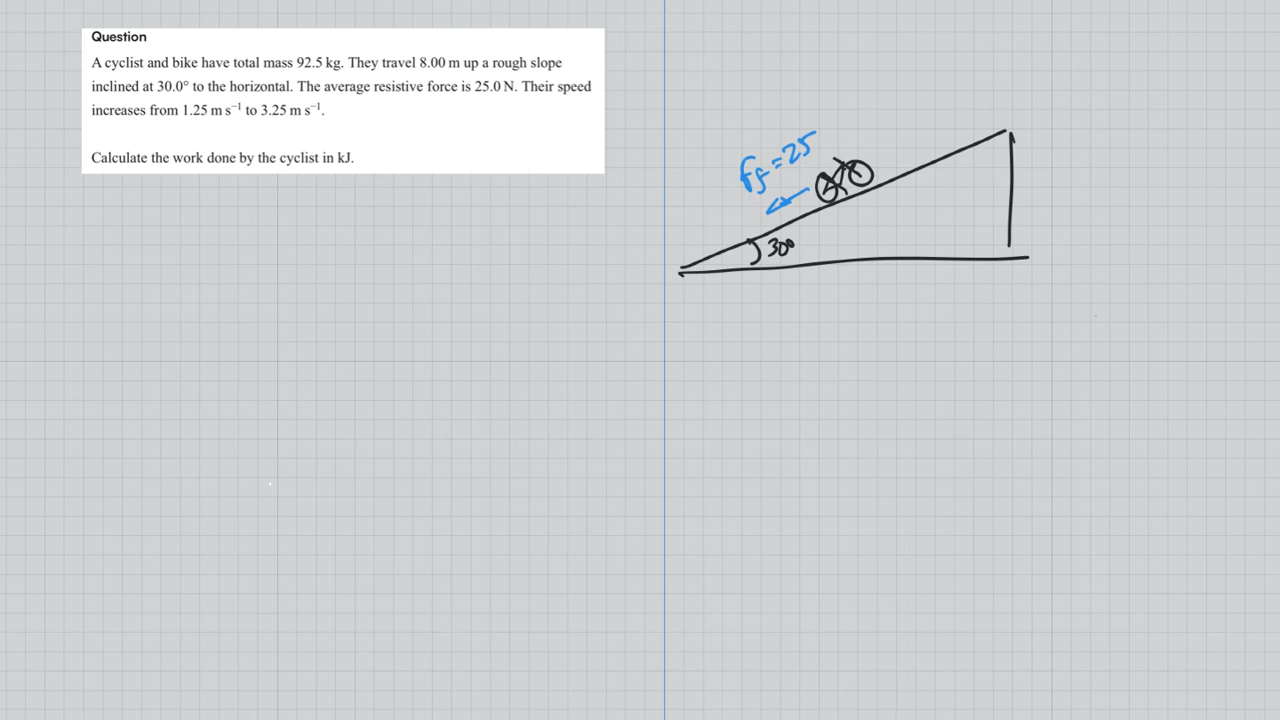 Question
A cyclist and bike have total mass 92.5 kg. They travel 8.00 m up a rough slope
inclined at 30.0° to the horizontal. The average resistive force is 25.0 N. Their speed
increases from 1.25 m s⁻¹ to 3.25 m s⁻¹.
Calculate the work done by the cyclist in kJ.
Ff = 25
30°